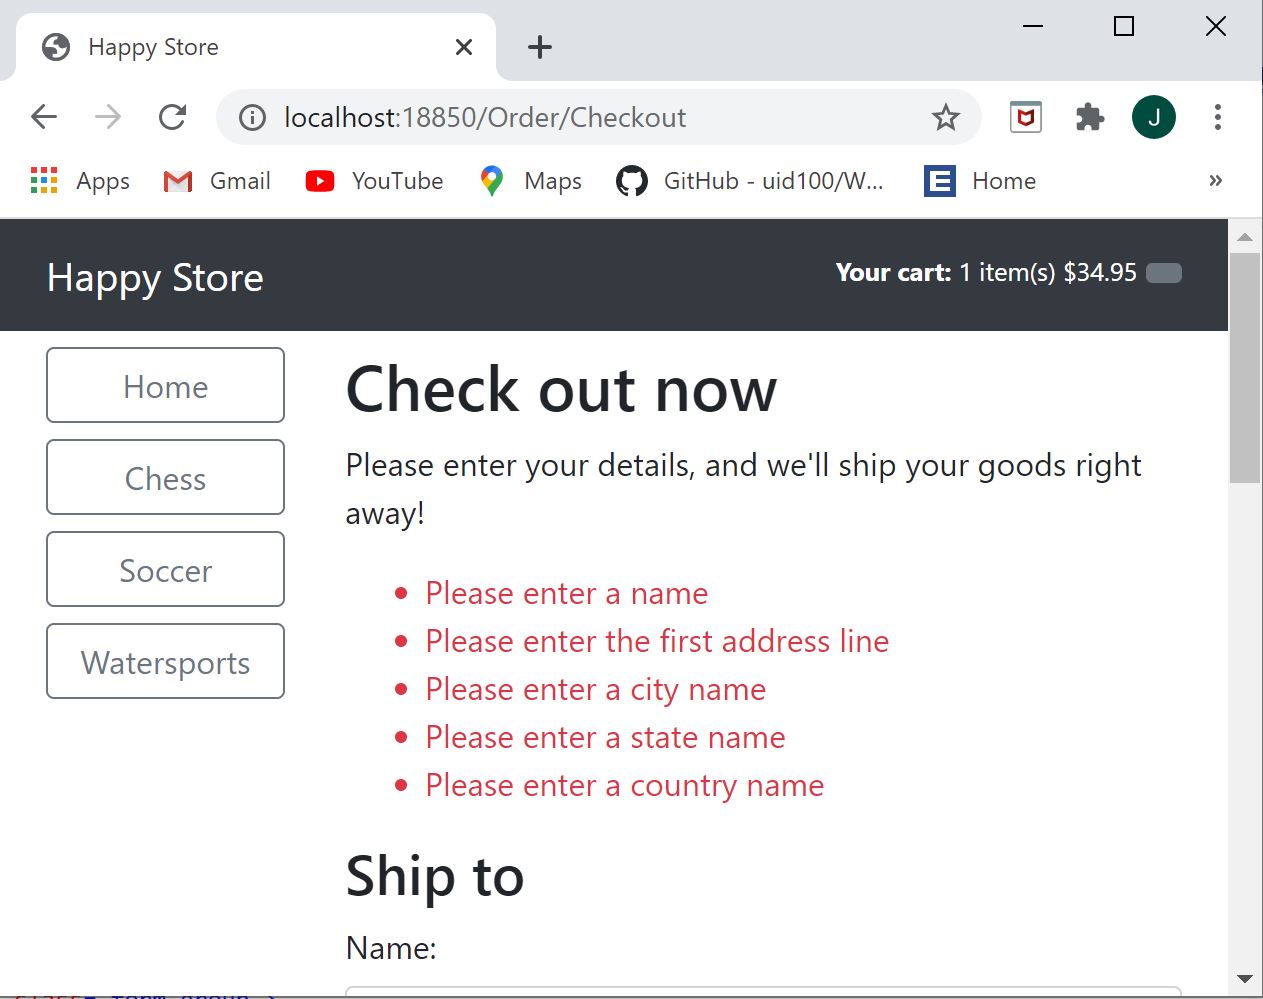 Happy Store
localhost:18850/Order/Checkout
J
Apps Gmail YouTube Maps GitHub - uid100/W... E Home »
Happy Store
Your cart: 1 item(s) $34.95
Home
Chess
Soccer
Watersports
Check out now
Please enter your details, and we'll ship your goods right
away!
• Please enter a name
• Please enter the first address line
• Please enter a city name
• Please enter a state name
• Please enter a country name
Ship to
Name: